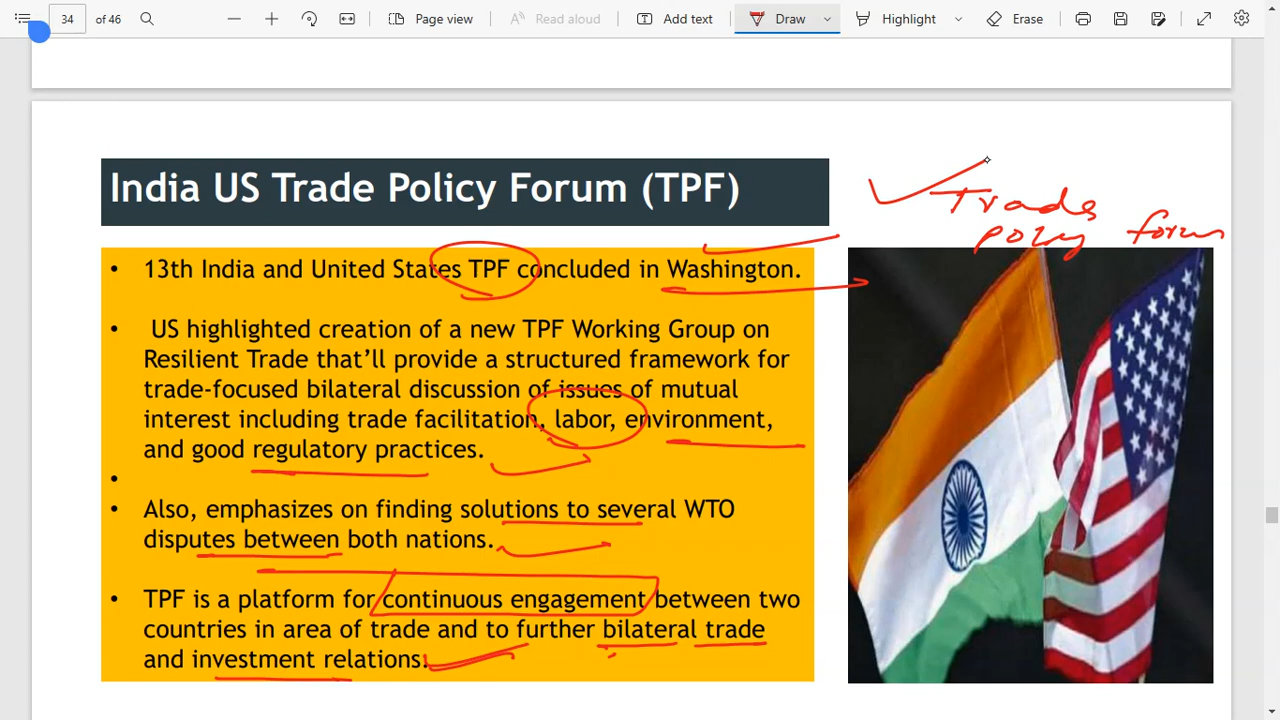 34 of 46 Page view Read aloud Add text Draw Highlight Erase
India US Trade Policy Forum (TPF)
Trade
policy forum
• 13th India and United States TPF concluded in Washington.
• US highlighted creation of a new TPF Working Group on
Resilient Trade that’ll provide a structured framework for
trade-focused bilateral discussion of issues of mutual
interest including trade facilitation, labor, environment,
and good regulatory practices.
•
• Also, emphasizes on finding solutions to several WTO
disputes between both nations.
• TPF is a platform for continuous engagement between two
countries in area of trade and to further bilateral trade
and investment relations.